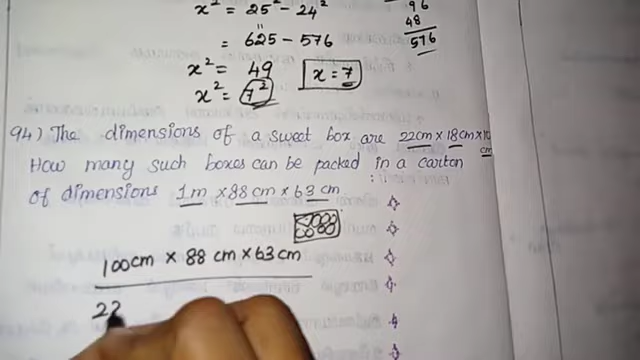 x² = 25² - 24²
= 625 - 576
x² = 49
x² = 7²
x = 7
96
48
576
94) The dimensions of a sweet box are 22cm x 18cm x 10
cm
How many such boxes can be packed in a carton
of dimensions 1m x 88 cm x 63 cm :
100cm x 88 cm x 63 cm
22